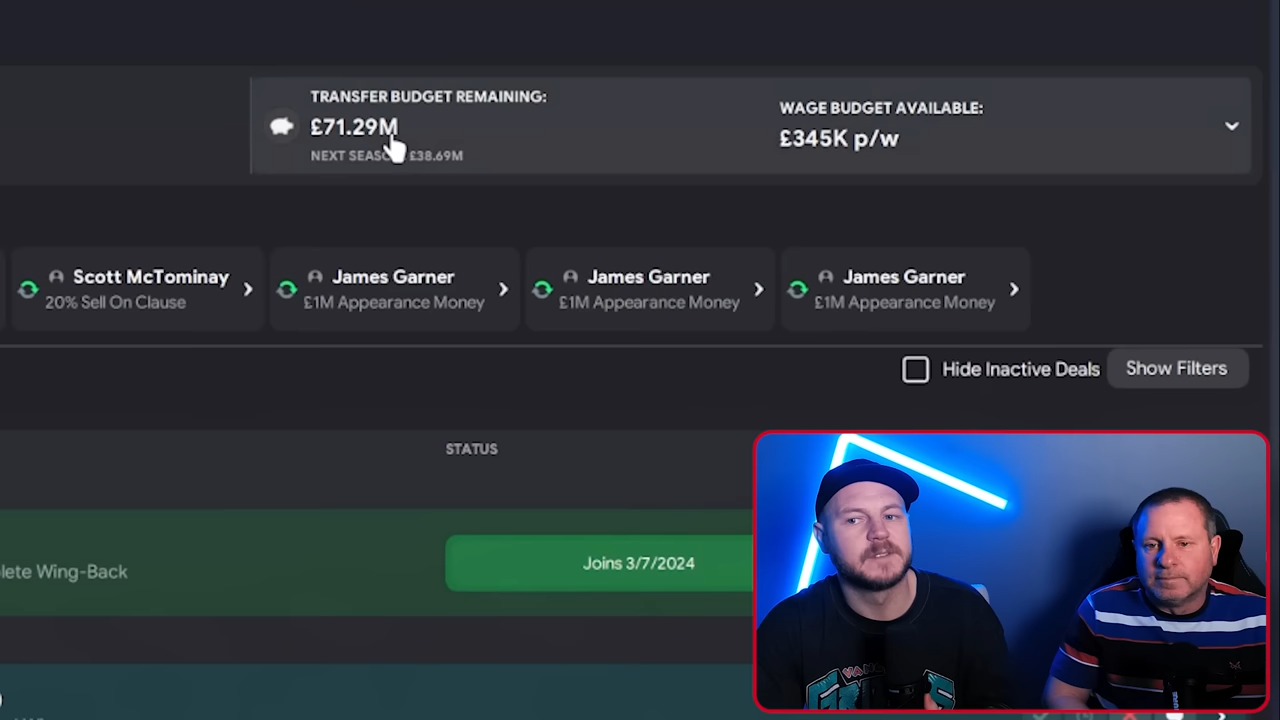 TRANSFER BUDGET REMAINING:
£71.29M
£38.69M
WAGE BUDGET AVAILABLE:
£345K p/w
Scott McTominay
20% Sell On Clause
James Garner
£1M Appearance Money
James Garner
£1M Appearance Money
James Garner
£1M Appearance Money
Hide Inactive Deals
Show Filters
STATUS
Wing-Back
Joins 3/7/2024